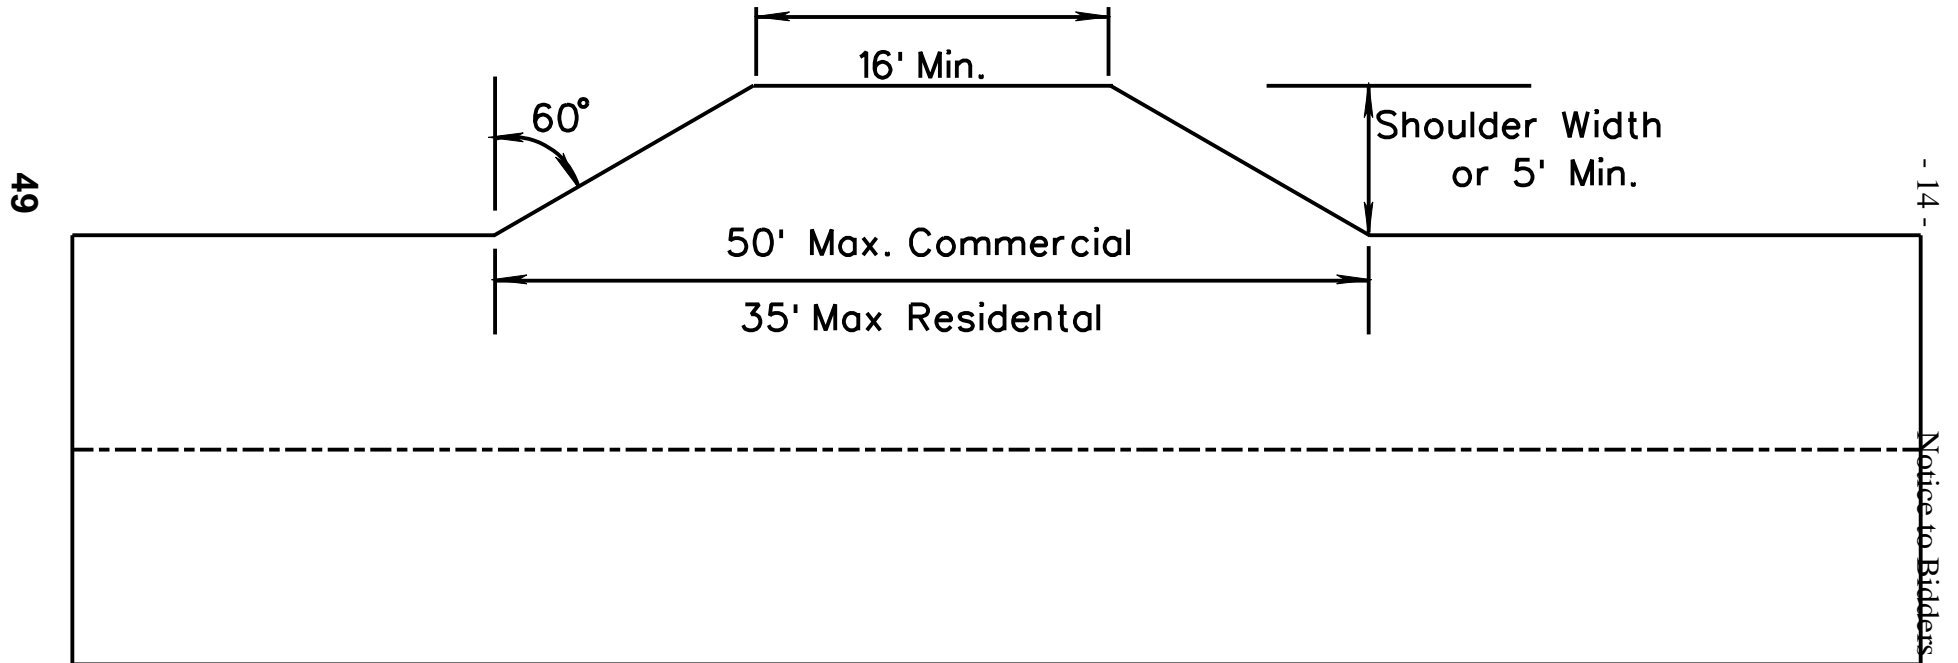 16' Min.
60°
Shoulder Width
or 5' Min.
50' Max. Commercial
35' Max Residental
49
- 14 -
Notice to Bidders